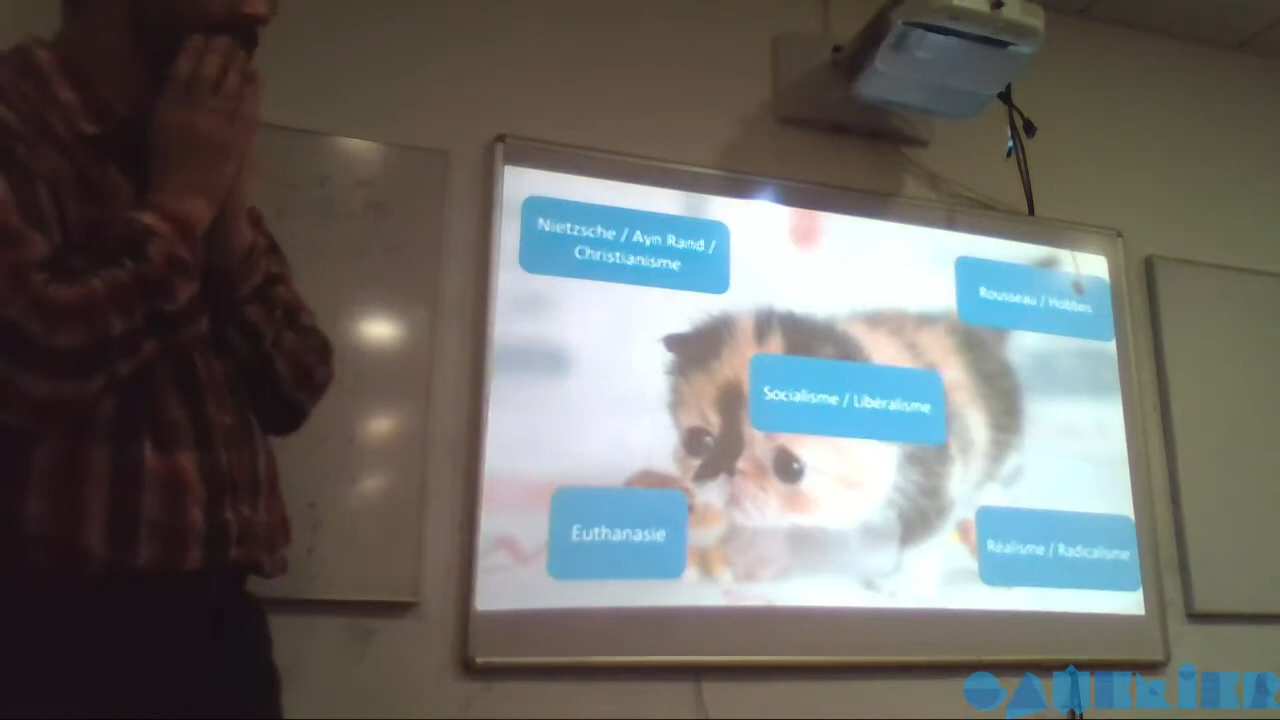 Nietzsche / Ayn Rand /
Christianisme
Rousseau / Hobbes
Socialisme / Libéralisme
Euthanasie
Réalisme / Radicalisme